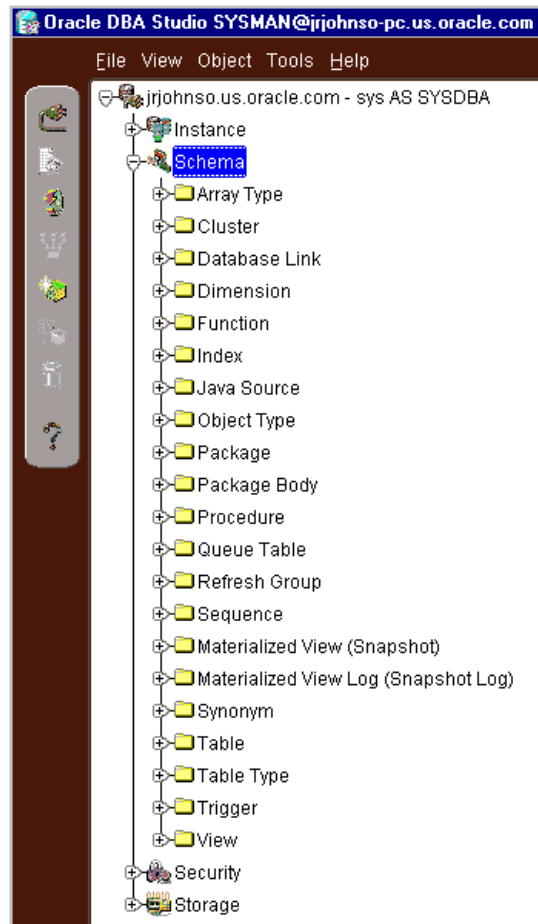 Oracle DBA Studio SYSMAN@jrjohnso-pc.us.oracle.com
File View Object Tools Help
jrjohnso.us.oracle.com - sys AS SYSDBA
Instance
Schema
Array Type
Cluster
Database Link
Dimension
Function
Index
Java Source
Object Type
Package
Package Body
Procedure
Queue Table
Refresh Group
Sequence
Materialized View (Snapshot)
Materialized View Log (Snapshot Log)
Synonym
Table
Table Type
Trigger
View
Security
Storage